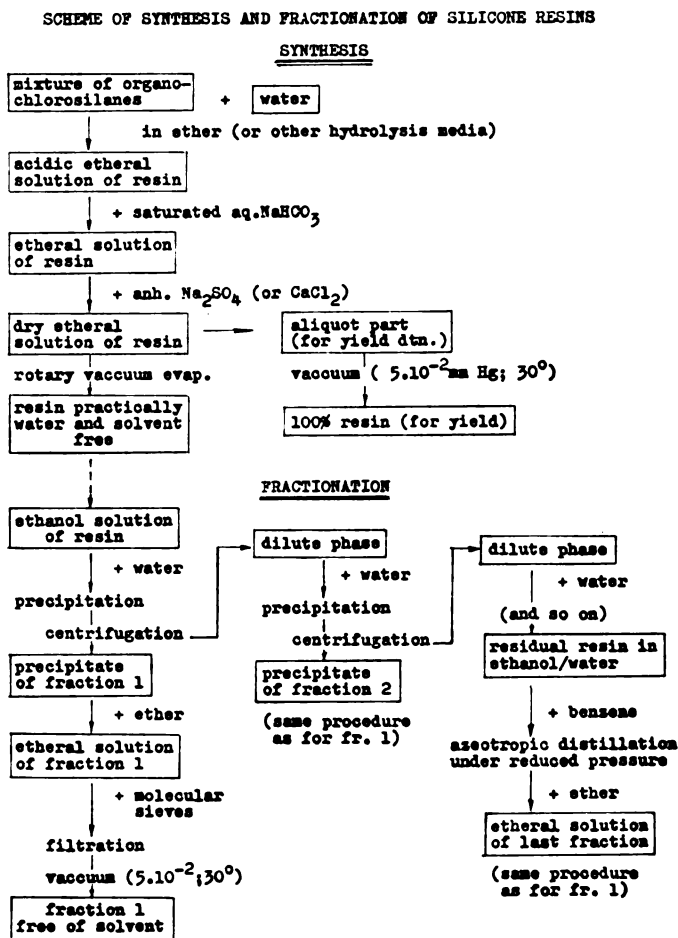 SCHEME OF SYNTHESIS AND FRACTIONATION OF SILICONE RESINS
SYNTHESIS
mixture of organo-
chlorosilanes
+ water
in ether (or other hydrolysis media)
acidic etheral
solution of resin
+ saturated aq.NaHCO3
etheral solution
of resin
+ anh. Na2SO4 (or CaCl2)
dry etheral
solution of resin
aliquot part
(for yield dtn.)
rotary vaccuum evap.
vaccuum ( 5.10-2mm Hg; 30°)
resin practically
water and solvent
free
100% resin (for yield)
FRACTIONATION
ethanol solution
of resin
+ water
precipitation
centrifugation
precipitate
of fraction 1
+ ether
etheral solution
of fraction 1
+ molecular
sieves
filtration
vaccuum (5.10-2;30°)
fraction 1
free of solvent
dilute phase
+ water
precipitation
centrifugation
precipitate
of fraction 2
(same procedure
as for fr. 1)
dilute phase
+ water
(and so on)
residual resin in
ethanol/water
+ benzene
azeotropic distillation
under reduced pressure
+ ether
etheral solution
of last fraction
(same procedure
as for fr. 1)